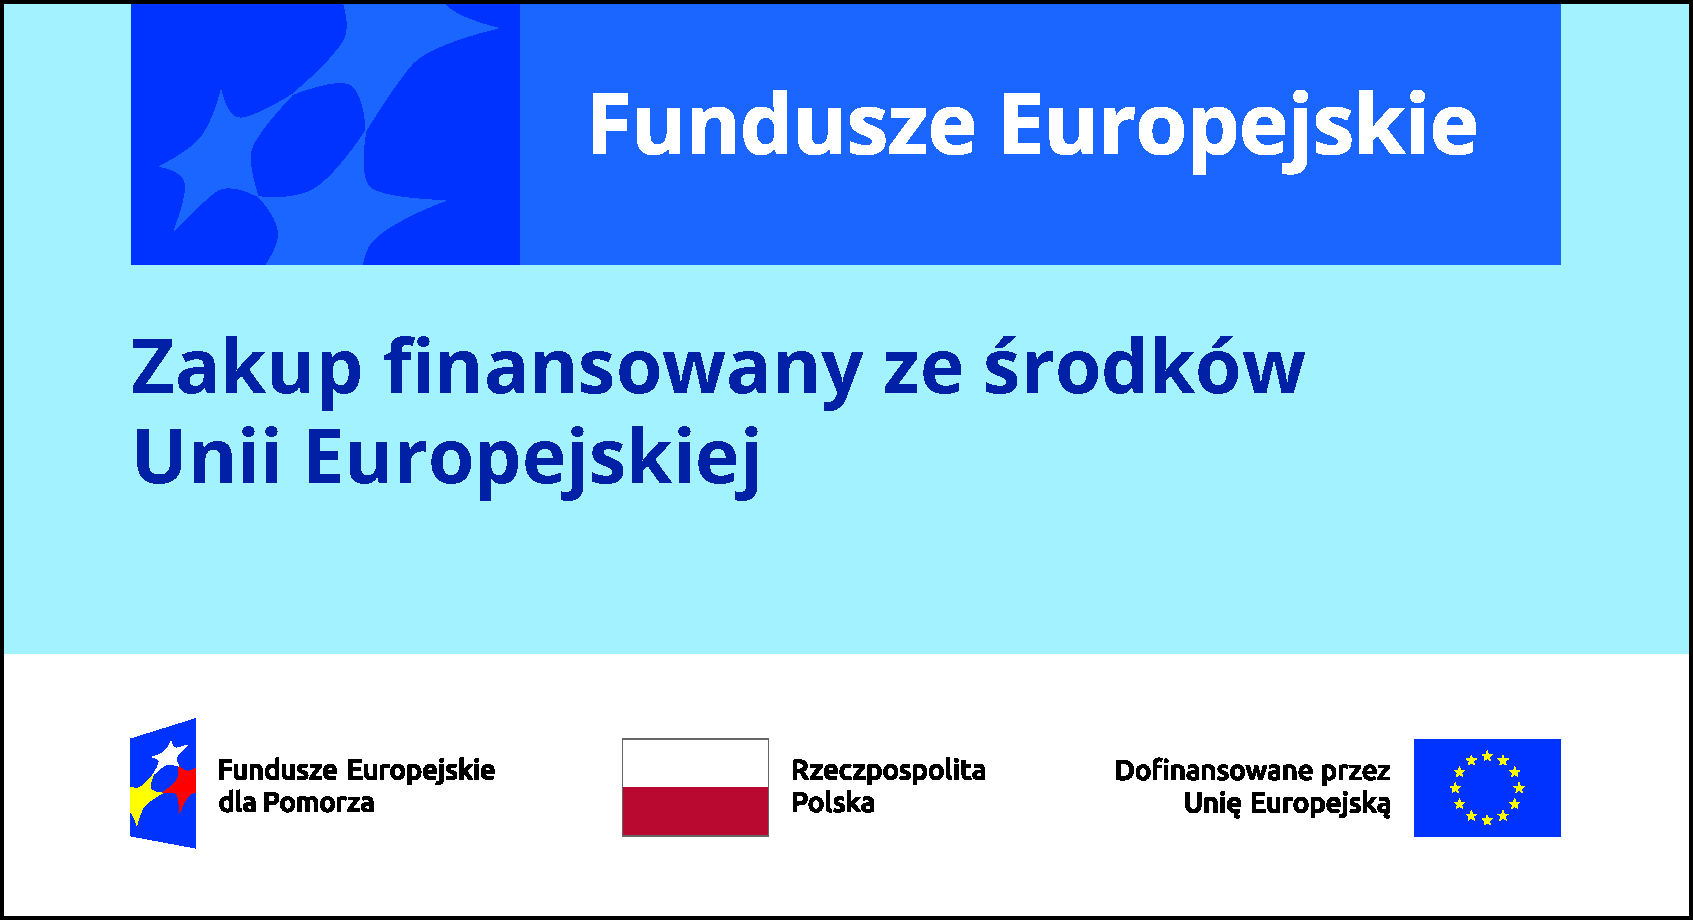 Fundusze Europejskie
Zakup finansowany ze środków
Unii Europejskiej
Fundusze Europejskie
dla Pomorza
Rzeczpospolita
Polska
Dofinansowane przez
Unię Europejską